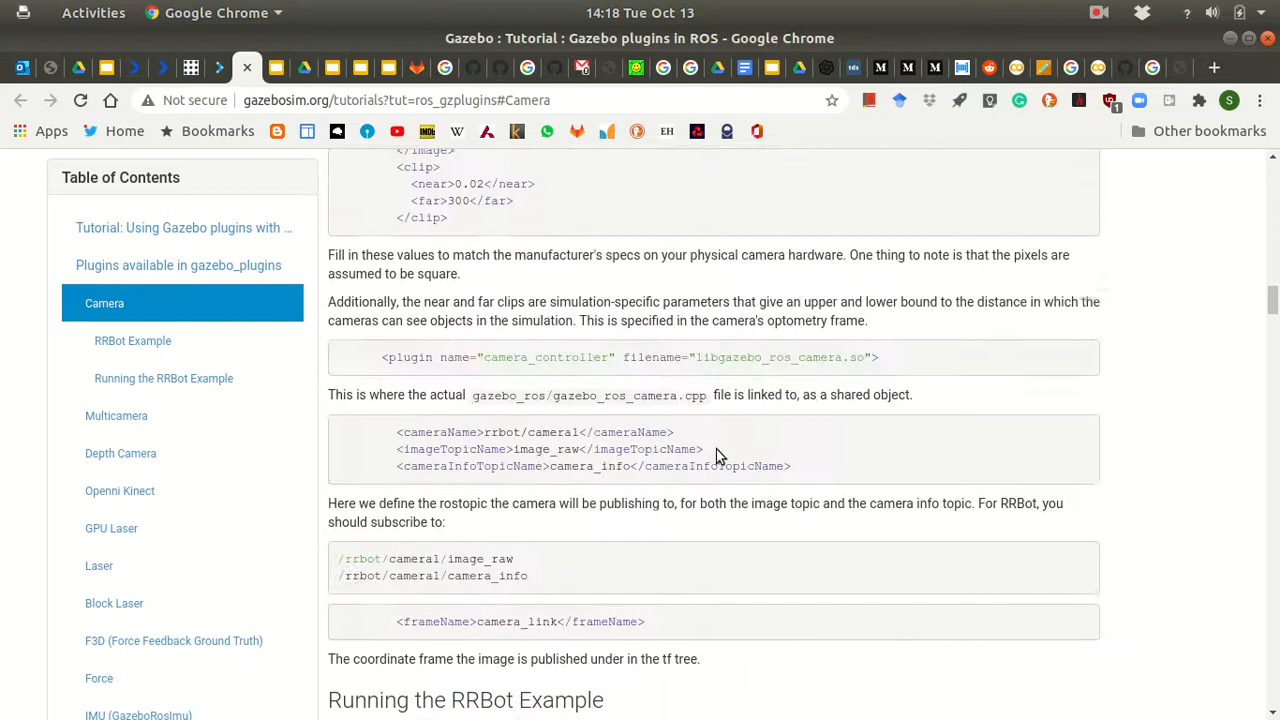 Activities
Google Chrome
14:18 Tue Oct 13
Gazebo : Tutorial : Gazebo plugins in ROS - Google Chrome
Not secure
gazebosim.org/tutorials?tut=ros_gzplugins#Camera
Apps
Home
Bookmarks
Other bookmarks
Table of Contents
Tutorial: Using Gazebo plugins with ...
Plugins available in gazebo_plugins
Camera
RRBot Example
Running the RRBot Example
Multicamera
Depth Camera
Openni Kinect
GPU Laser
Laser
Block Laser
F3D (Force Feedback Ground Truth)
Force
IMU (GazeboRosImu)
</image>
<clip>
<near>0.02</near>
<far>300</far>
</clip>
Fill in these values to match the manufacturer's specs on your physical camera hardware. One thing to note is that the pixels are
assumed to be square.
Additionally, the near and far clips are simulation-specific parameters that give an upper and lower bound to the distance in which the
cameras can see objects in the simulation. This is specified in the camera's optometry frame.
<plugin name="camera_controller" filename="libgazebo_ros_camera.so">
This is where the actual gazebo_ros/gazebo_ros_camera.cpp file is linked to, as a shared object.
<cameraName>rrbot/camera1</cameraName>
<imageTopicName>image_raw</imageTopicName>
<cameraInfoTopicName>camera_info</cameraInfoTopicName>
Here we define the rostopic the camera will be publishing to, for both the image topic and the camera info topic. For RRBot, you
should subscribe to:
/rrbot/camera1/image_raw
/rrbot/camera1/camera_info
<frameName>camera_link</frameName>
The coordinate frame the image is published under in the tf tree.
Running the RRBot Example